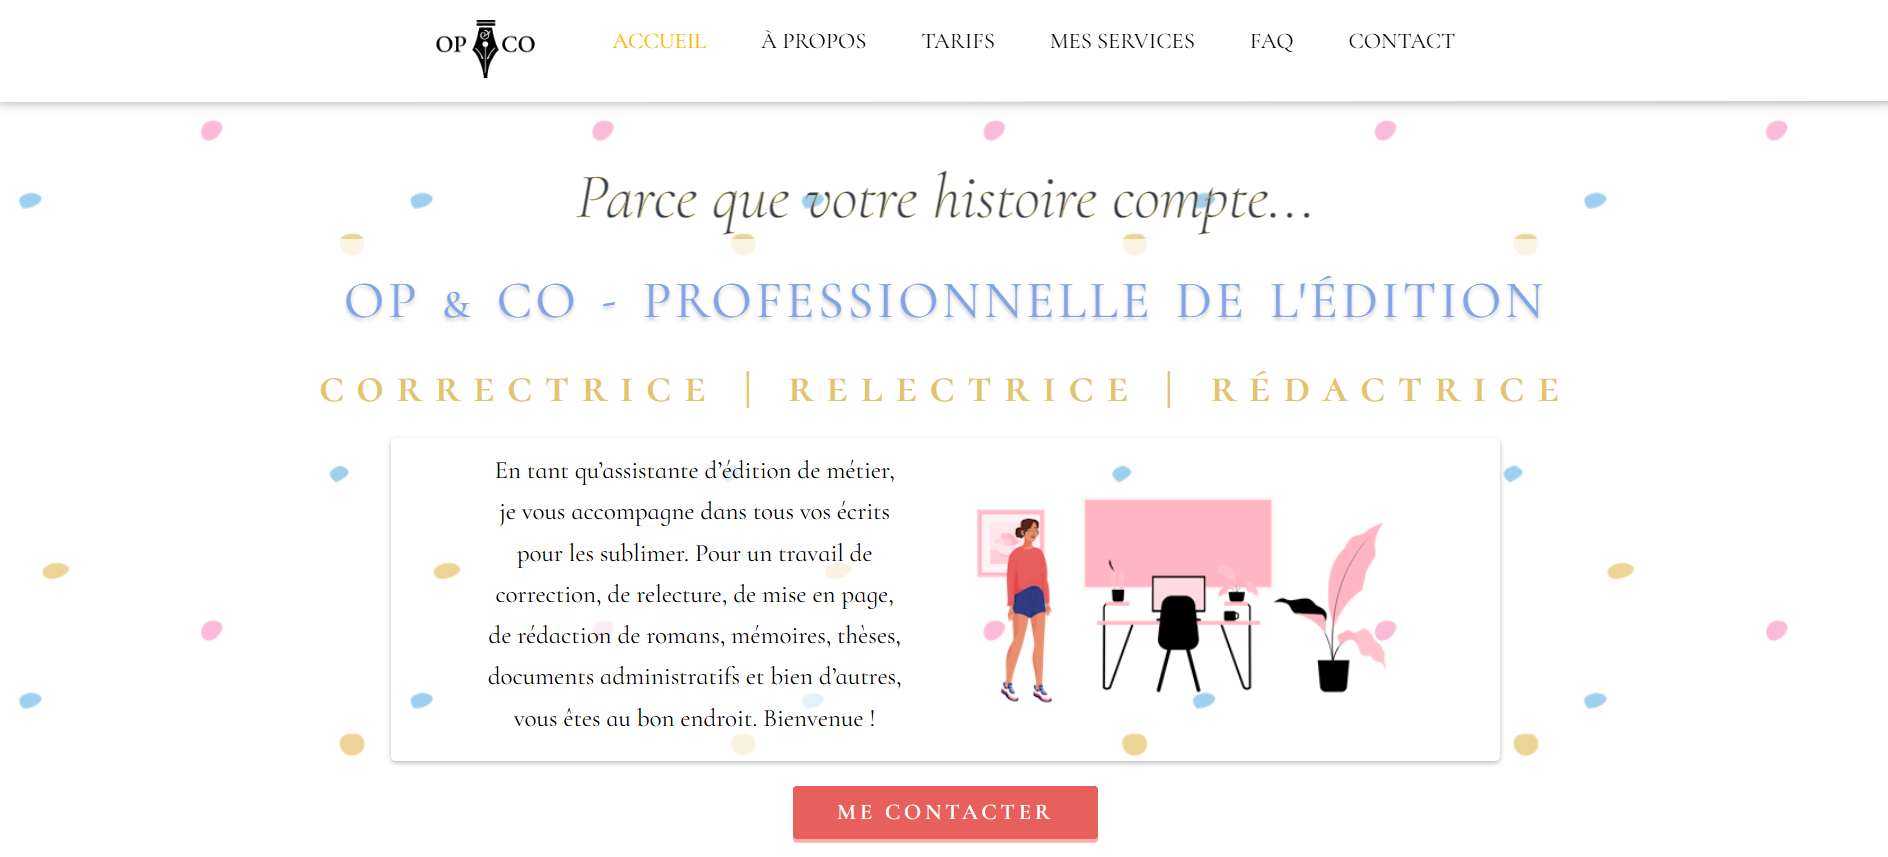 OP CO
ACCUEIL
À PROPOS
TARIFS
MES SERVICES
FAQ
CONTACT
Parce que votre histoire compte...
OP & CO - PROFESSIONNELLE DE L'ÉDITION
CORRECTRICE | RELECTRICE | RÉDACTRICE
En tant qu’assistante d’édition de métier,
je vous accompagne dans tous vos écrits
pour les sublimer. Pour un travail de
correction, de relecture, de mise en page,
de rédaction de romans, mémoires, thèses,
documents administratifs et bien d’autres,
vous êtes au bon endroit. Bienvenue !
ME CONTACTER